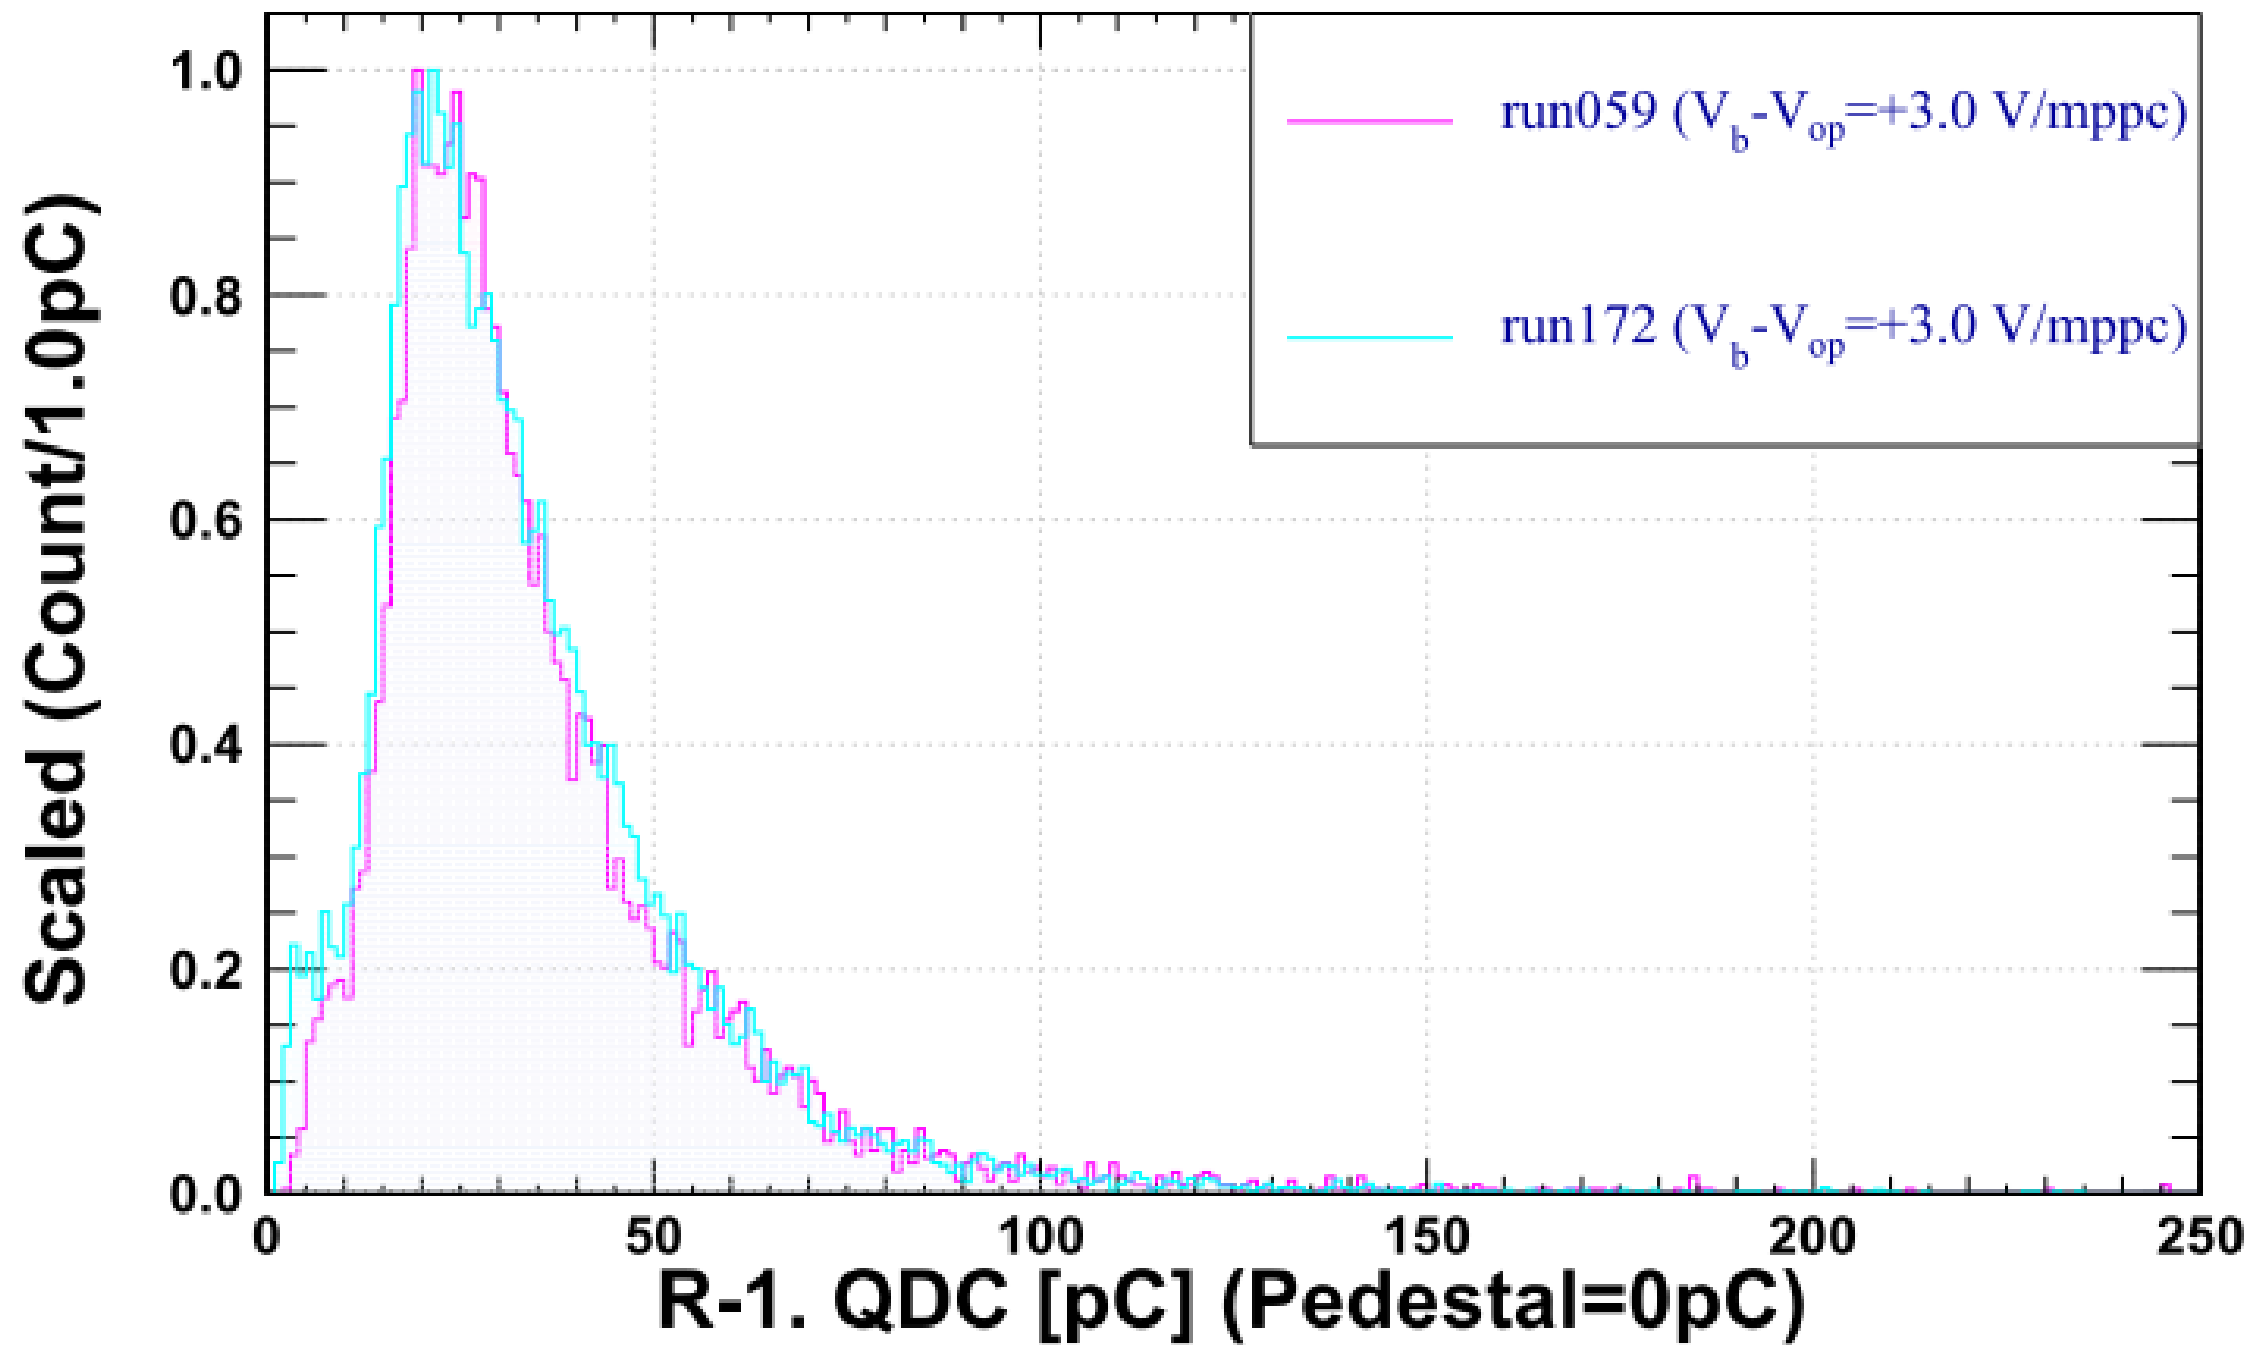 1.0
0.8
0.6
0.4
0.2
0.0
Scaled (Count/1.0pC)
run059 (Vb-Vop=+3.0 V/mppc)
run172 (Vb-Vop=+3.0 V/mppc)
0 50 100 150 200 250
R-1. QDC [pC] (Pedestal=0pC)